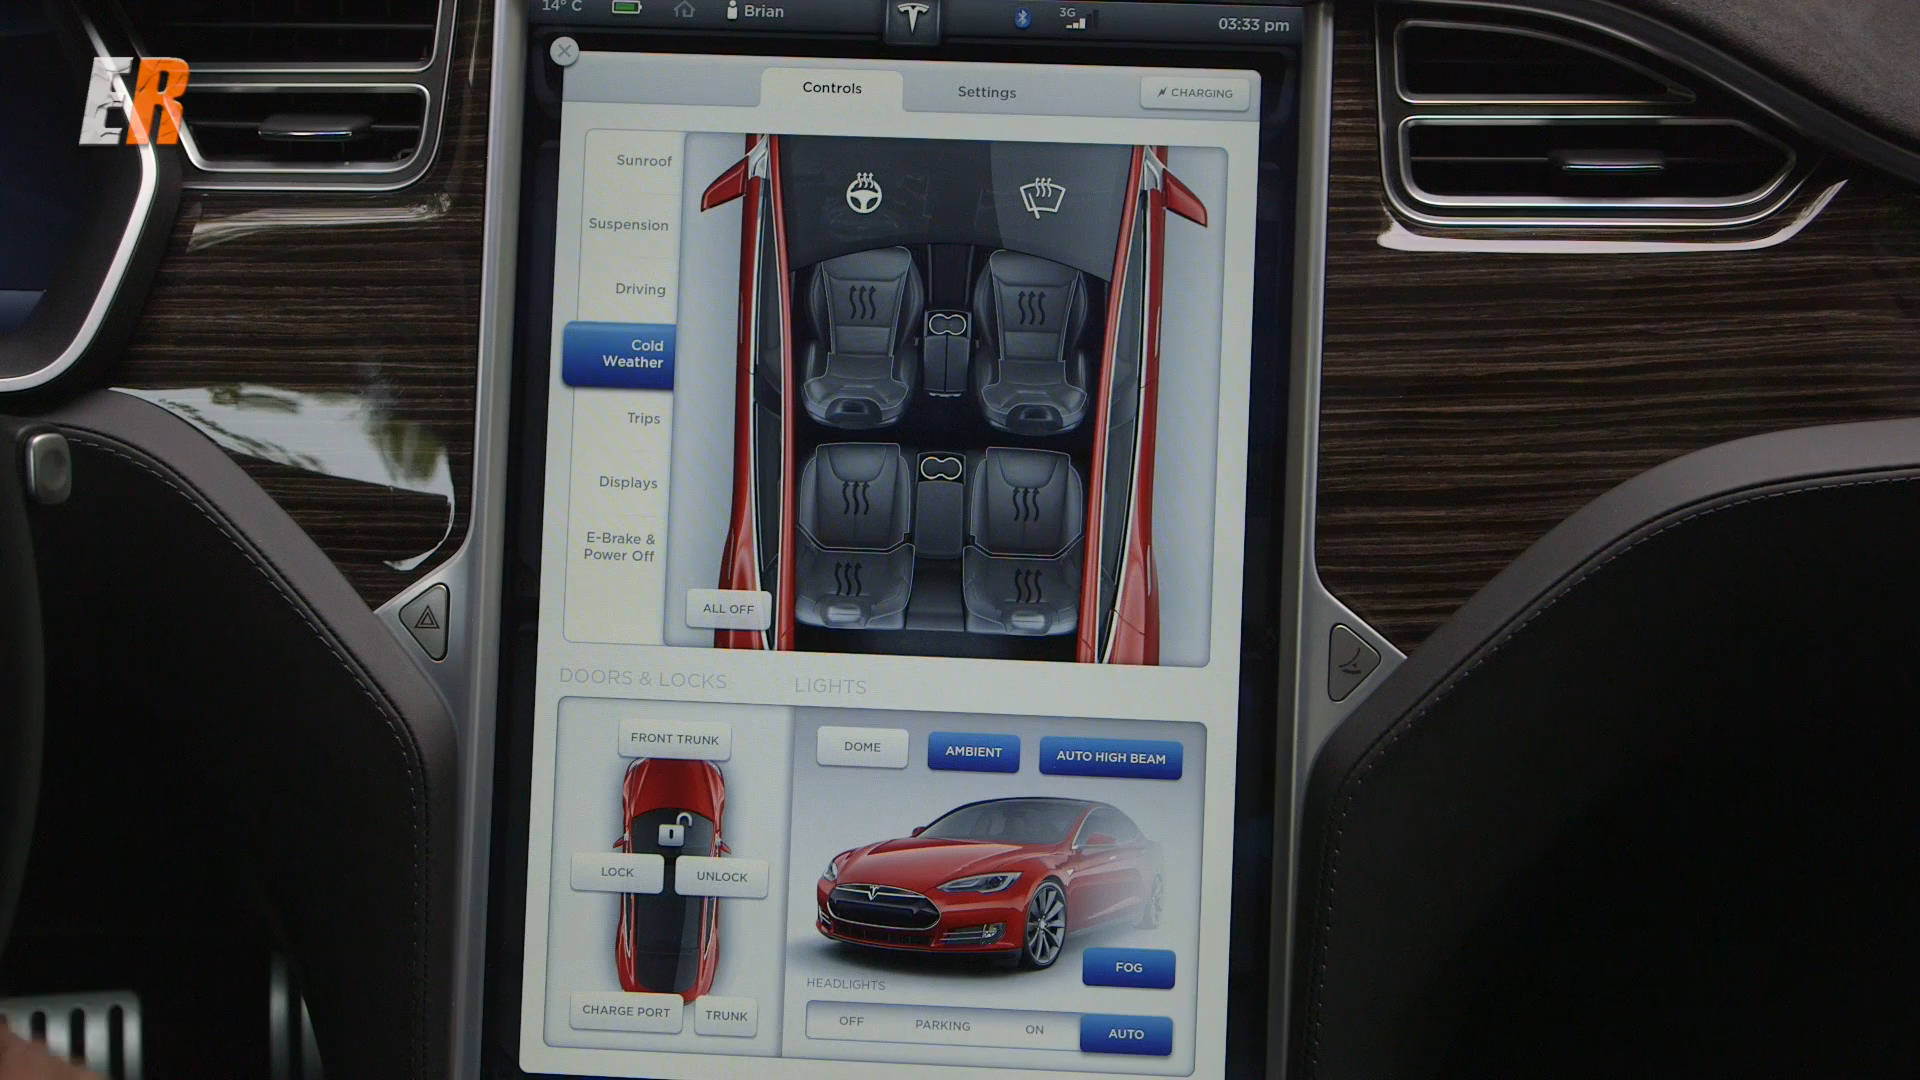 14° C
Brian
3G
03:33 pm
ER
Controls
Settings
CHARGING
Sunroof
Suspension
Driving
Cold
Weather
Trips
Displays
E-Brake &
Power Off
ALL OFF
DOORS & LOCKS
LIGHTS
FRONT TRUNK
LOCK
UNLOCK
CHARGE PORT
TRUNK
DOME
AMBIENT
AUTO HIGH BEAM
FOG
HEADLIGHTS
OFF
PARKING
ON
AUTO